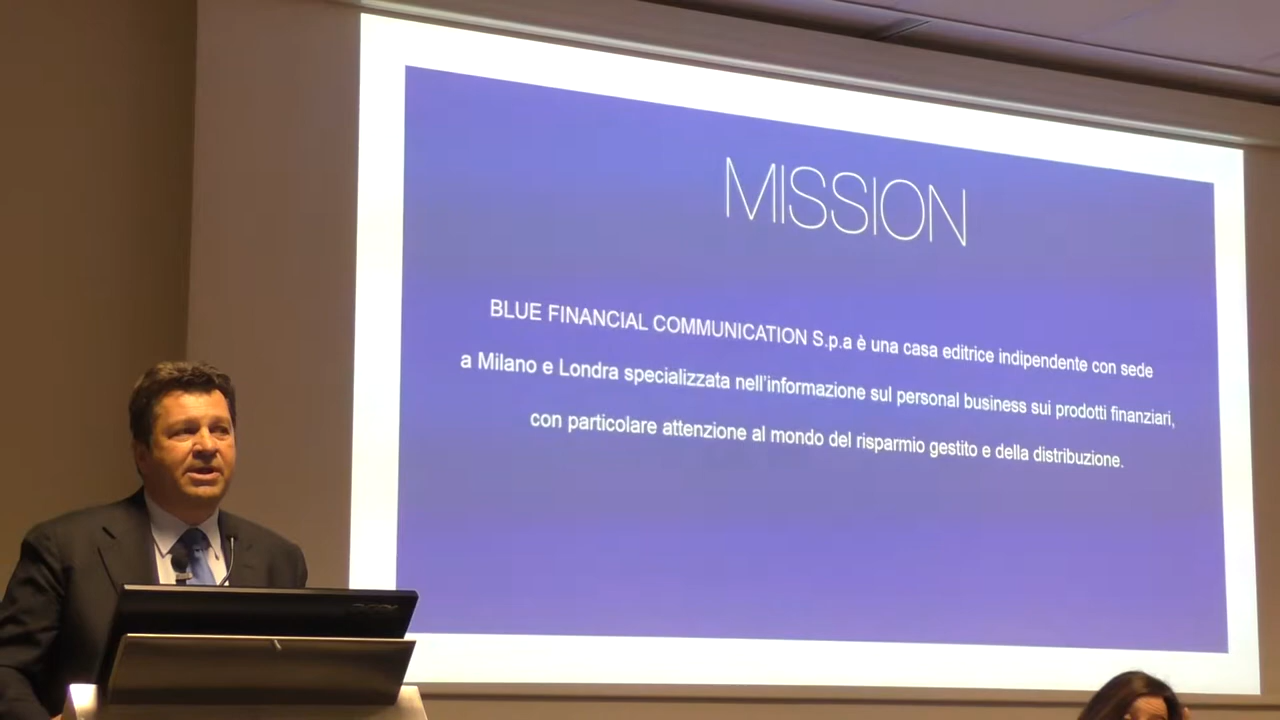 MISSION
BLUE FINANCIAL COMMUNICATION S.p.a è una casa editrice indipendente con sede
a Milano e Londra specializzata nell'informazione sul personal business sui prodotti finanziari,
con particolare attenzione al mondo del risparmio gestito e della distribuzione.